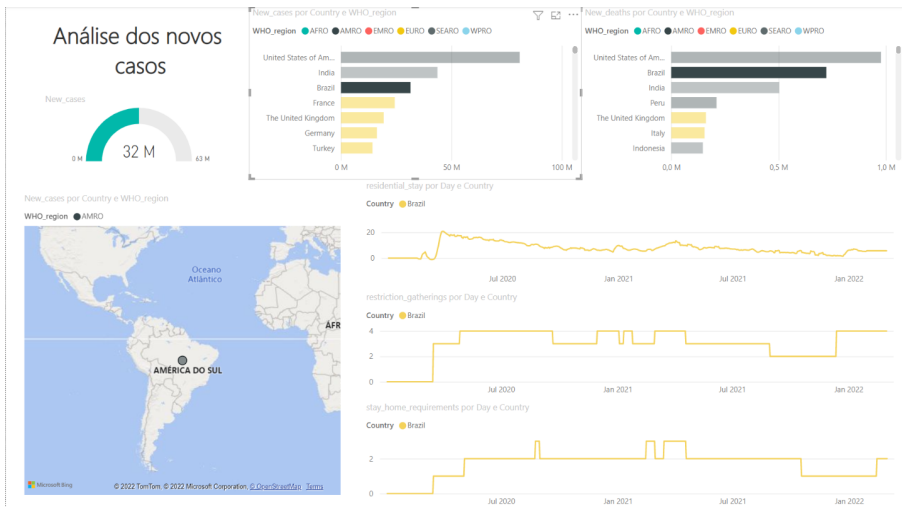 Análise dos novos
casos
New_cases
0 M
32 M
63 M
New_cases por Country e WHO_region
WHO_region AFRO AMRO EMRO EURO SEARO WPRO
United States of Am...
India
Brazil
France
The United Kingdom
Germany
Turkey
0 M 50 M 100 M
New_deaths por Country e WHO_region
WHO_region AFRO AMRO EMRO EURO SEARO WPRO
United States of Am...
Brazil
India
Peru
The United Kingdom
Italy
Indonesia
0,0 M 0,5 M 1,0 M
New_cases por Country e WHO_region
WHO_region AMRO
Oceano
Atlântico
ÁFR
AMÉRICA DO SUL
Microsoft Bing
© 2022 TomTom, © 2022 Microsoft Corporation, © OpenStreetMap Terms
residential_stay por Day e Country
Country Brazil
20
0
Jul 2020 Jan 2021 Jul 2021 Jan 2022
restriction_gatherings por Day e Country
Country Brazil
4
2
0
Jul 2020 Jan 2021 Jul 2021 Jan 2022
stay_home_requirements por Day e Country
Country Brazil
2
0
Jul 2020 Jan 2021 Jul 2021 Jan 2022